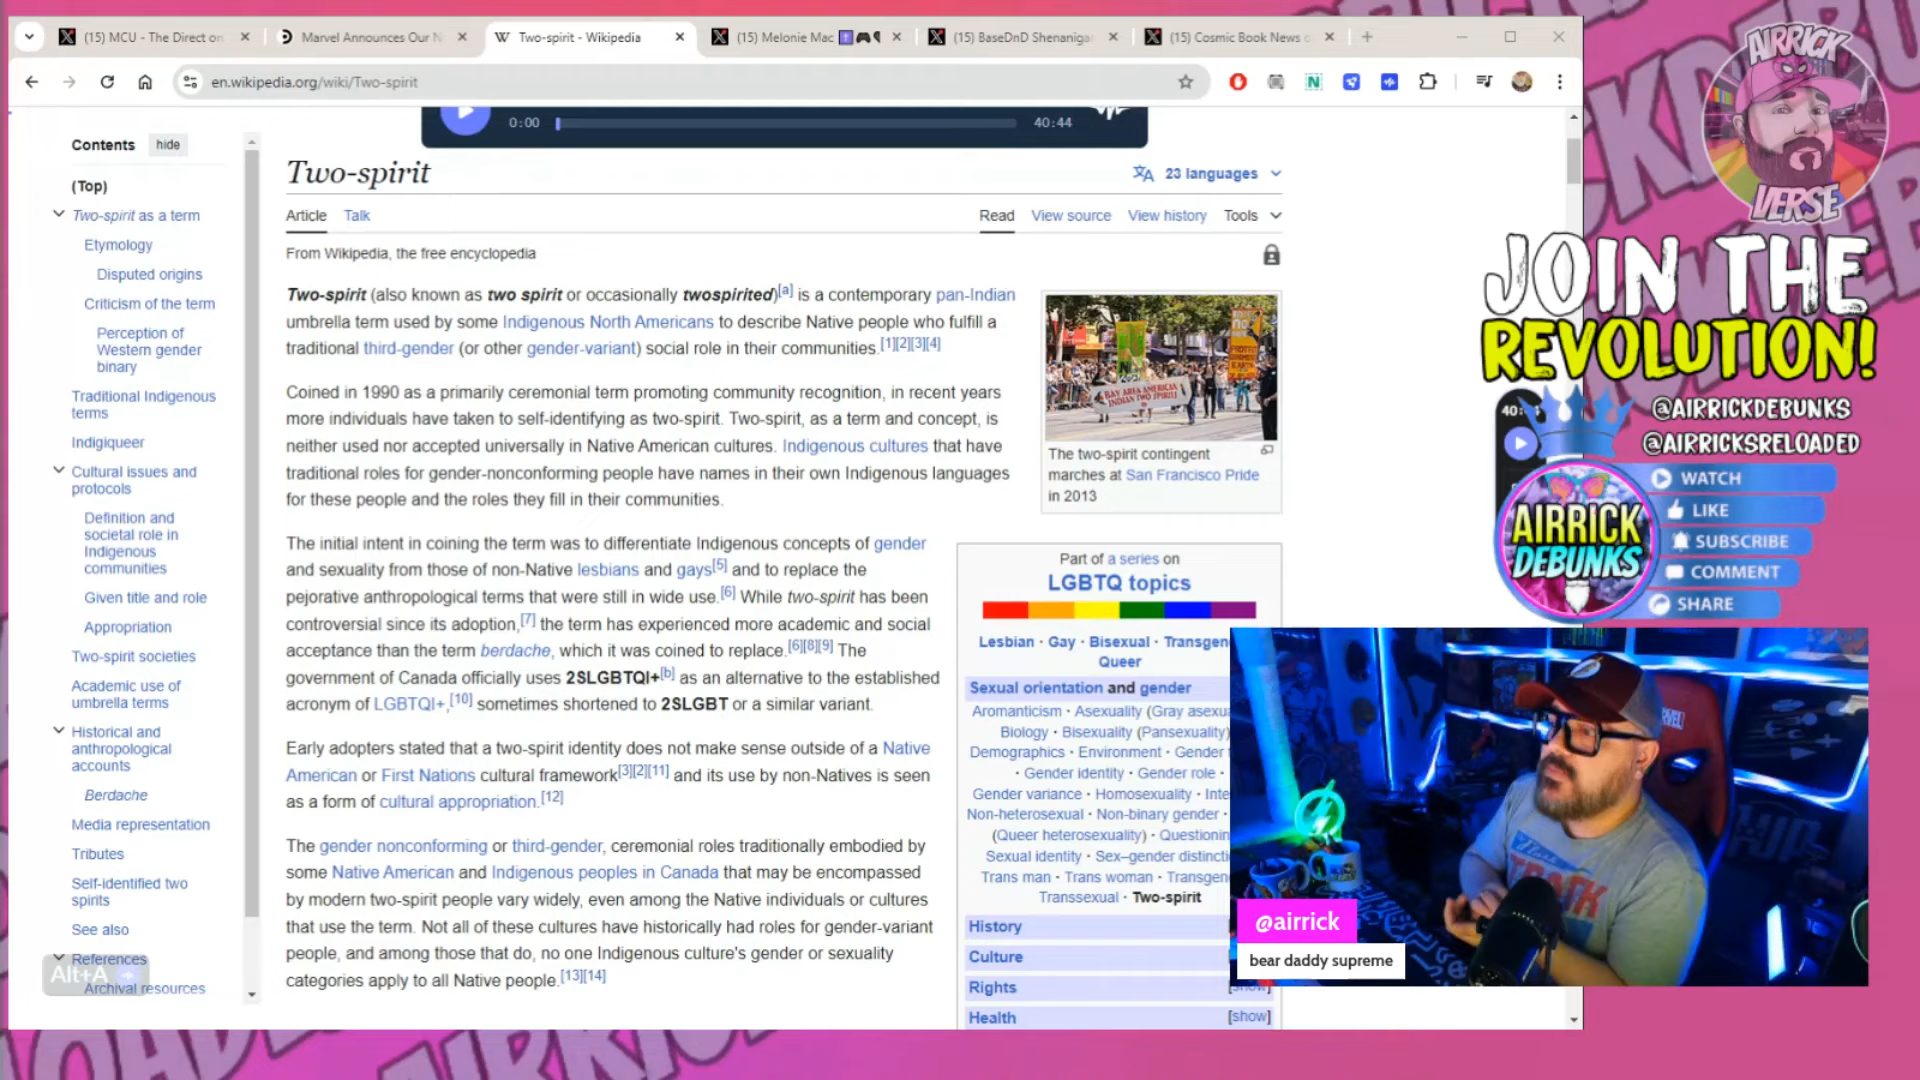 (15) MCU - The Direct on
Marvel Announces Our N
Two-spirit - Wikipedia
(15) Melonie Mac
(15) BaseDnD Shenaniga
(15) Cosmic Book News o
en.wikipedia.org/wiki/Two-spirit
0:00
40:44
Contents
hide
(Top)
Two-spirit as a term
Etymology
Disputed origins
Criticism of the term
Perception of
Western gender
binary
Traditional Indigenous
terms
Indigiqueer
Cultural issues and
protocols
Definition and
societal role in
Indigenous
communities
Given title and role
Appropriation
Two-spirit societies
Academic use of
umbrella terms
Historical and
anthropological
accounts
Berdache
Media representation
Tributes
Self-identified two
spirits
See also
References
Archival resources
Alt+A
Two-spirit
23 languages
Article
Talk
Read
View source
View history
Tools
From Wikipedia, the free encyclopedia
Two-spirit (also known as two spirit or occasionally twospirited)[a] is a contemporary pan-Indian
umbrella term used by some Indigenous North Americans to describe Native people who fulfill a
traditional third-gender (or other gender-variant) social role in their communities.[1][2][3][4]
Coined in 1990 as a primarily ceremonial term promoting community recognition, in recent years
more individuals have taken to self-identifying as two-spirit. Two-spirit, as a term and concept, is
neither used nor accepted universally in Native American cultures. Indigenous cultures that have
traditional roles for gender-nonconforming people have names in their own Indigenous languages
for these people and the roles they fill in their communities.
The initial intent in coining the term was to differentiate Indigenous concepts of gender
and sexuality from those of non-Native lesbians and gays[5] and to replace the
pejorative anthropological terms that were still in wide use.[6] While two-spirit has been
controversial since its adoption,[7] the term has experienced more academic and social
acceptance than the term berdache, which it was coined to replace.[6][8][9] The
government of Canada officially uses 2SLGBTQI+[b] as an alternative to the established
acronym of LGBTQI+,[10] sometimes shortened to 2SLGBT or a similar variant.
Early adopters stated that a two-spirit identity does not make sense outside of a Native
American or First Nations cultural framework[3][2][11] and its use by non-Natives is seen
as a form of cultural appropriation.[12]
The gender nonconforming or third-gender, ceremonial roles traditionally embodied by
some Native American and Indigenous peoples in Canada that may be encompassed
by modern two-spirit people vary widely, even among the Native individuals or cultures
that use the term. Not all of these cultures have historically had roles for gender-variant
people, and among those that do, no one Indigenous culture's gender or sexuality
categories apply to all Native people.[13][14]
BAY AREA AMERICAN
INDIAN TWO SPIRITS
The two-spirit contingent
marches at San Francisco Pride
in 2013
Part of a series on
LGBTQ topics
Lesbian · Gay · Bisexual · Transgen
Queer
Sexual orientation and gender
Aromanticism · Asexuality (Gray asexu
Biology · Bisexuality (Pansexuality)
Demographics · Environment · Gender
· Gender identity · Gender role ·
Gender variance · Homosexuality · Inte
Non-heterosexual · Non-binary gender ·
(Queer heterosexuality) · Questionin
Sexual identity · Sex–gender distincti
Trans man · Trans woman · Transgen
Transsexual · Two-spirit
History
Culture
Rights
[show]
Health
[show]
AIRRICK
VERSE
JOIN THE
REVOLUTION!
@AIRRICKDEBUNKS
@AIRRICKSRELOADED
AIRRICK
DEBUNKS
WATCH
LIKE
SUBSCRIBE
COMMENT
SHARE
@airrick
bear daddy supreme